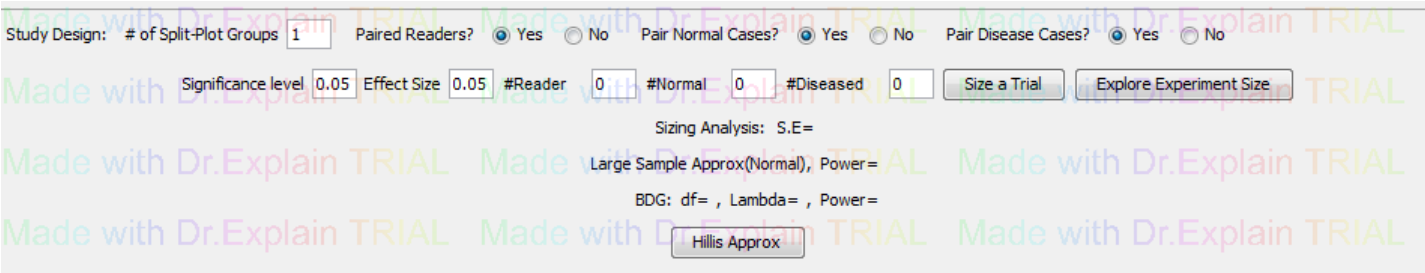 Made with Dr.Explain TRIAL Made with Dr.Explain TRIAL Made with Dr.Explain TRIAL
Study Design: # of Split-Plot Groups 1 Paired Readers? Yes No Pair Normal Cases? Yes No Pair Disease Cases? Yes No
Significance level 0.05 Effect Size 0.05 #Reader 0 #Normal 0 #Diseased 0 Size a Trial Explore Experiment Size
Made with Dr.Explain TRIAL Made with Dr.Explain TRIAL Made with Dr.Explain TRIAL
Sizing Analysis: S.E=
Large Sample Approx(Normal), Power=
Made with Dr.Explain TRIAL Made with Dr.Explain TRIAL Made with Dr.Explain TRIAL
BDG: df= , Lambda= , Power=
Made with Dr.Explain TRIAL Made with Dr.Explain TRIAL Made with Dr.Explain TRIAL
Hillis Approx